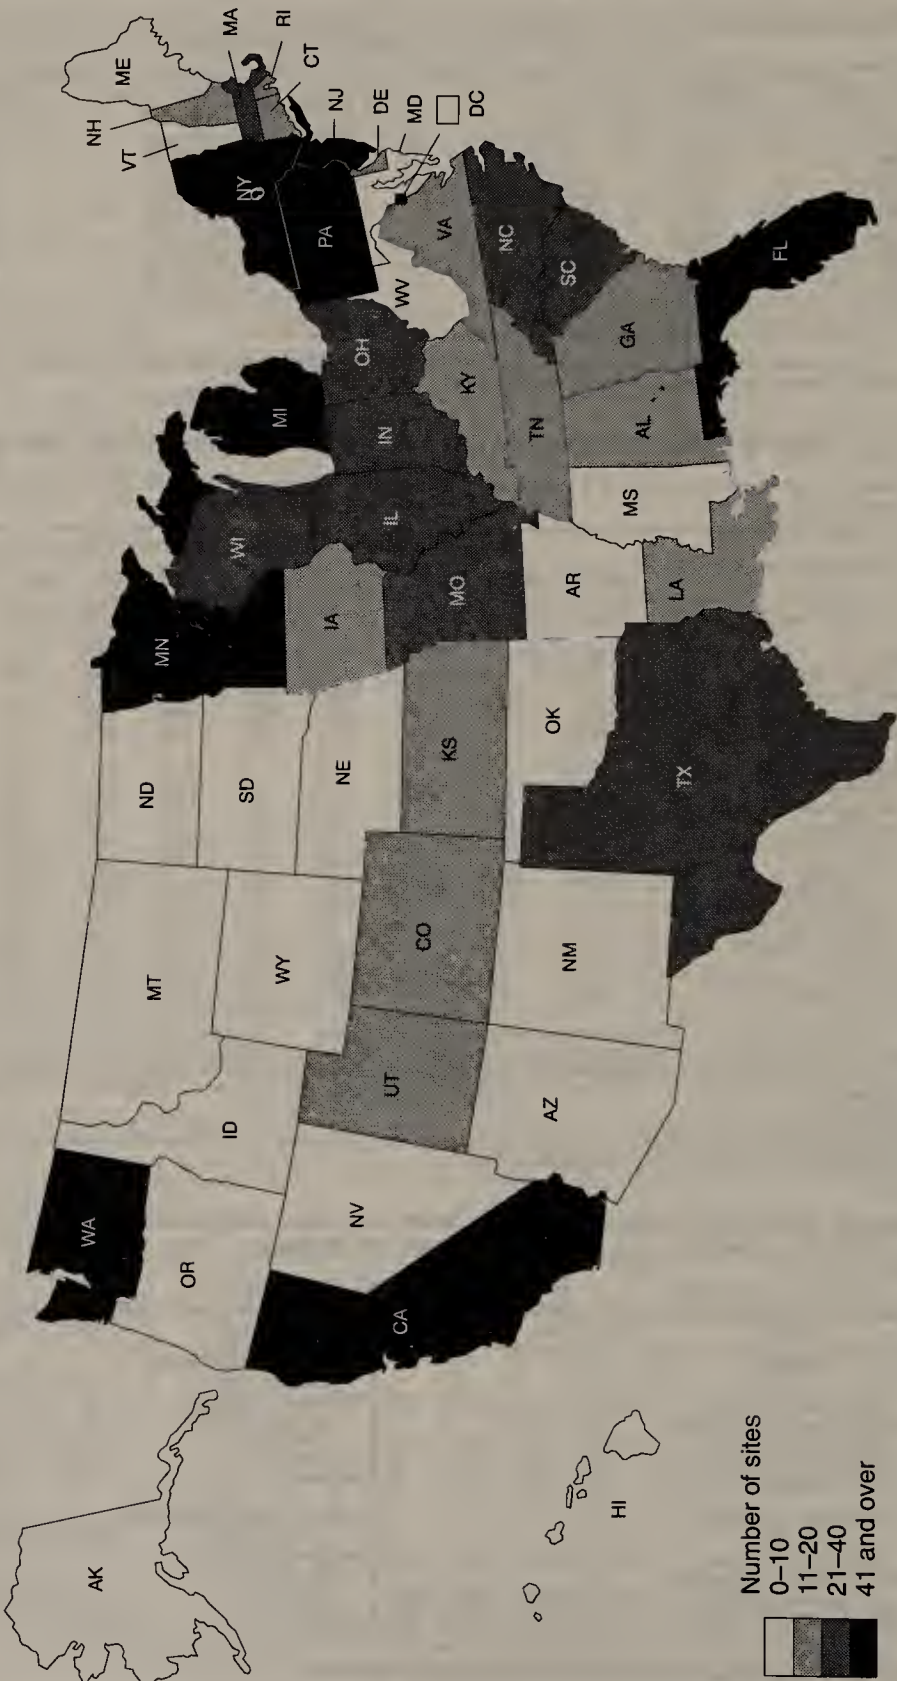 AK
HI
WA
OR
CA
NV
ID
MT
WY
UT
AZ
CO
NM
ND
SD
NE
KS
OK
TX
MN
IA
MO
AR
LA
WI
IL
MS
MI
IN
OH
KY
TN
AL
GA
FL
SC
NC
VA
WV
PA
NY
VT
NH
ME
MA
RI
CT
NJ
DE
MD
DC
Number of sites
0–10
11–20
21–40
41 and over